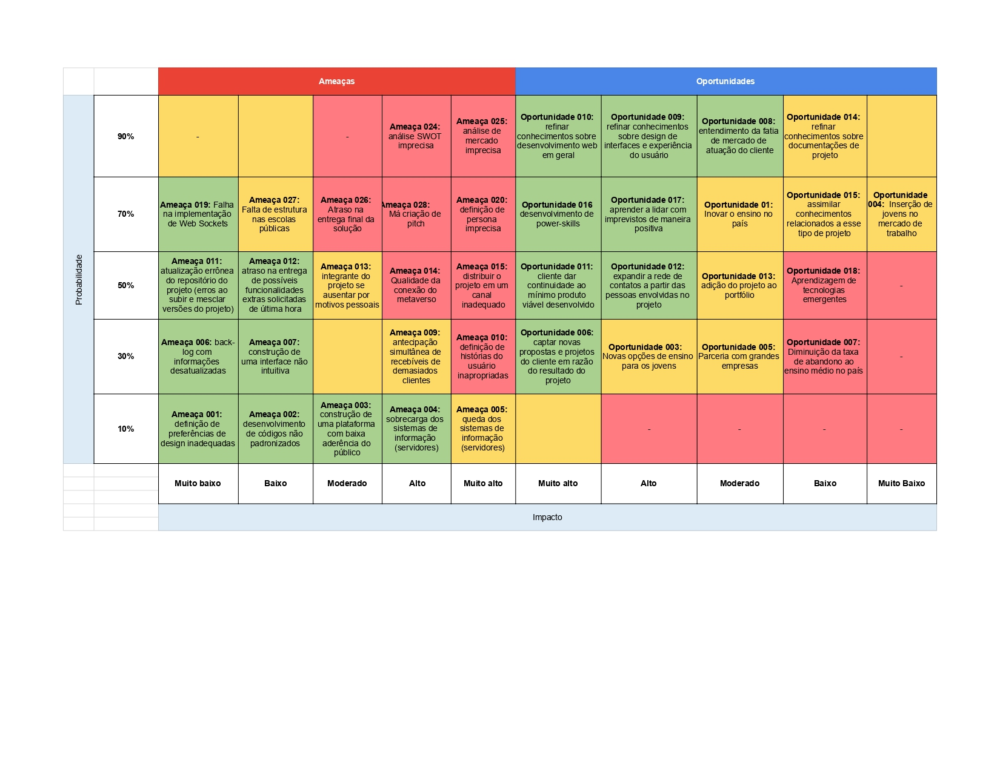 Ameaças
Oportunidades
Probabilidade
90%
-
-
Ameaça 024:
análise SWOT
imprecisa
Ameaça 025:
análise de
mercado
imprecisa
Oportunidade 010:
refinar
conhecimentos sobre
desenvolvimento web
em geral
Oportunidade 009:
refinar conhecimentos
sobre design de
interfaces e experiência
do usuário
Oportunidade 008:
entendimento da fatia
de mercado de
atuação do cliente
Oportunidade 014:
refinar
conhecimentos sobre
documentações de
projeto
70%
Ameaça 019: Falha
na implementação
de Web Sockets
Ameaça 027:
Falta de estrutura
nas escolas
públicas
Ameaça 026:
Atraso na
entrega final da
solução
Ameaça 028:
Má criação de
pitch
Ameaça 020:
definição de
persona
imprecisa
Oportunidade 016
desenvolvimento de
power-skills
Oportunidade 017:
aprender a lidar com
imprevistos de maneira
positiva
Oportunidade 01:
Inovar o ensino no
país
Oportunidade 015:
assimilar
conhecimentos
relacionados a esse
tipo de projeto
Oportunidade
004: Inserção de
jovens no
mercado de
trabalho
50%
Ameaça 011:
atualização errônea
do repositório do
projeto (erros ao
subir e mesclar
versões do projeto)
Ameaça 012:
atraso na entrega
de possíveis
funcionalidades
extras solicitadas
de última hora
Ameaça 013:
integrante do
projeto se
ausentar por
motivos pessoais
Ameaça 014:
Qualidade da
conexão do
metaverso
Ameaça 015:
distribuir o
projeto em um
canal
inadequado
Oportunidade 011:
cliente dar
continuidade ao
mínimo produto
viável desenvolvido
Oportunidade 012:
expandir a rede de
contatos a partir das
pessoas envolvidas no
projeto
Oportunidade 013:
adição do projeto ao
portfólio
Oportunidade 018:
Aprendizagem de
tecnologias
emergentes
-
30%
Ameaça 006: back-
log com
informações
desatualizadas
Ameaça 007:
construção de
uma interface não
intuitiva
Ameaça 009:
antecipação
simultânea de
recebíveis de
demasiados
clientes
Ameaça 010:
definição de
histórias do
usuário
inapropriadas
Oportunidade 006:
captar novas
propostas e projetos
do cliente em razão
do resultado do
projeto
Oportunidade 003:
Novas opções de ensino
para os jovens
Oportunidade 005:
Parceria com grandes
empresas
Oportunidade 007:
Diminuição da taxa
de abandono ao
ensino médio no país
-
10%
Ameaça 001:
definição de
preferências de
design inadequadas
Ameaça 002:
desenvolvimento
de códigos não
padronizados
Ameaça 003:
construção de
uma plataforma
com baixa
aderência do
público
Ameaça 004:
sobrecarga dos
sistemas de
informação
(servidores)
Ameaça 005:
queda dos
sistemas de
informação
(servidores)
-
-
-
-
Muito baixo
Baixo
Moderado
Alto
Muito alto
Muito alto
Alto
Moderado
Baixo
Muito Baixo
Impacto